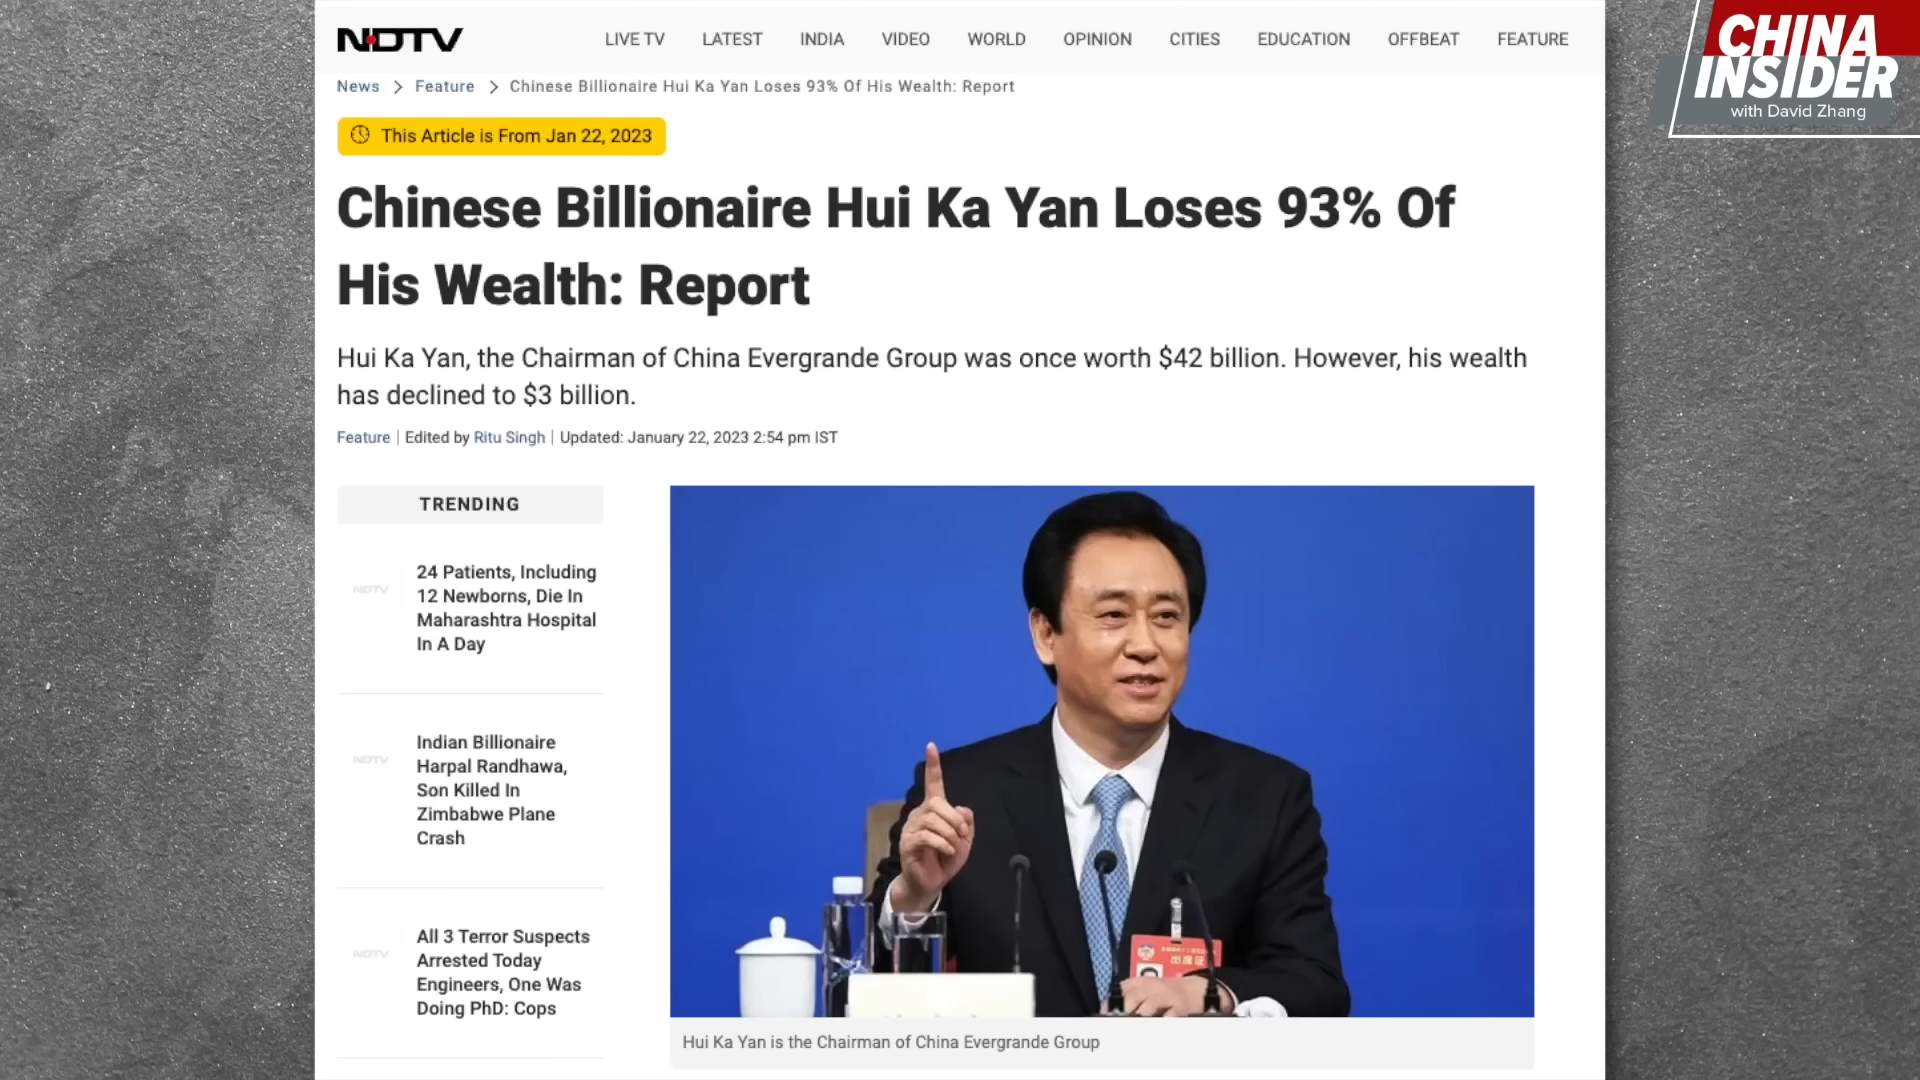 NDTV
LIVE TV
LATEST
INDIA
VIDEO
WORLD
OPINION
CITIES
EDUCATION
OFFBEAT
FEATURE
CHINA
INSIDER
with David Zhang
News > Feature > Chinese Billionaire Hui Ka Yan Loses 93% Of His Wealth: Report
This Article is From Jan 22, 2023
Chinese Billionaire Hui Ka Yan Loses 93% Of
His Wealth: Report
Hui Ka Yan, the Chairman of China Evergrande Group was once worth $42 billion. However, his wealth
has declined to $3 billion.
Feature | Edited by Ritu Singh | Updated: January 22, 2023 2:54 pm IST
TRENDING
NDTV
24 Patients, Including
12 Newborns, Die In
Maharashtra Hospital
In A Day
NDTV
Indian Billionaire
Harpal Randhawa,
Son Killed In
Zimbabwe Plane
Crash
NDTV
All 3 Terror Suspects
Arrested Today
Engineers, One Was
Doing PhD: Cops
出席证
Hui Ka Yan is the Chairman of China Evergrande Group